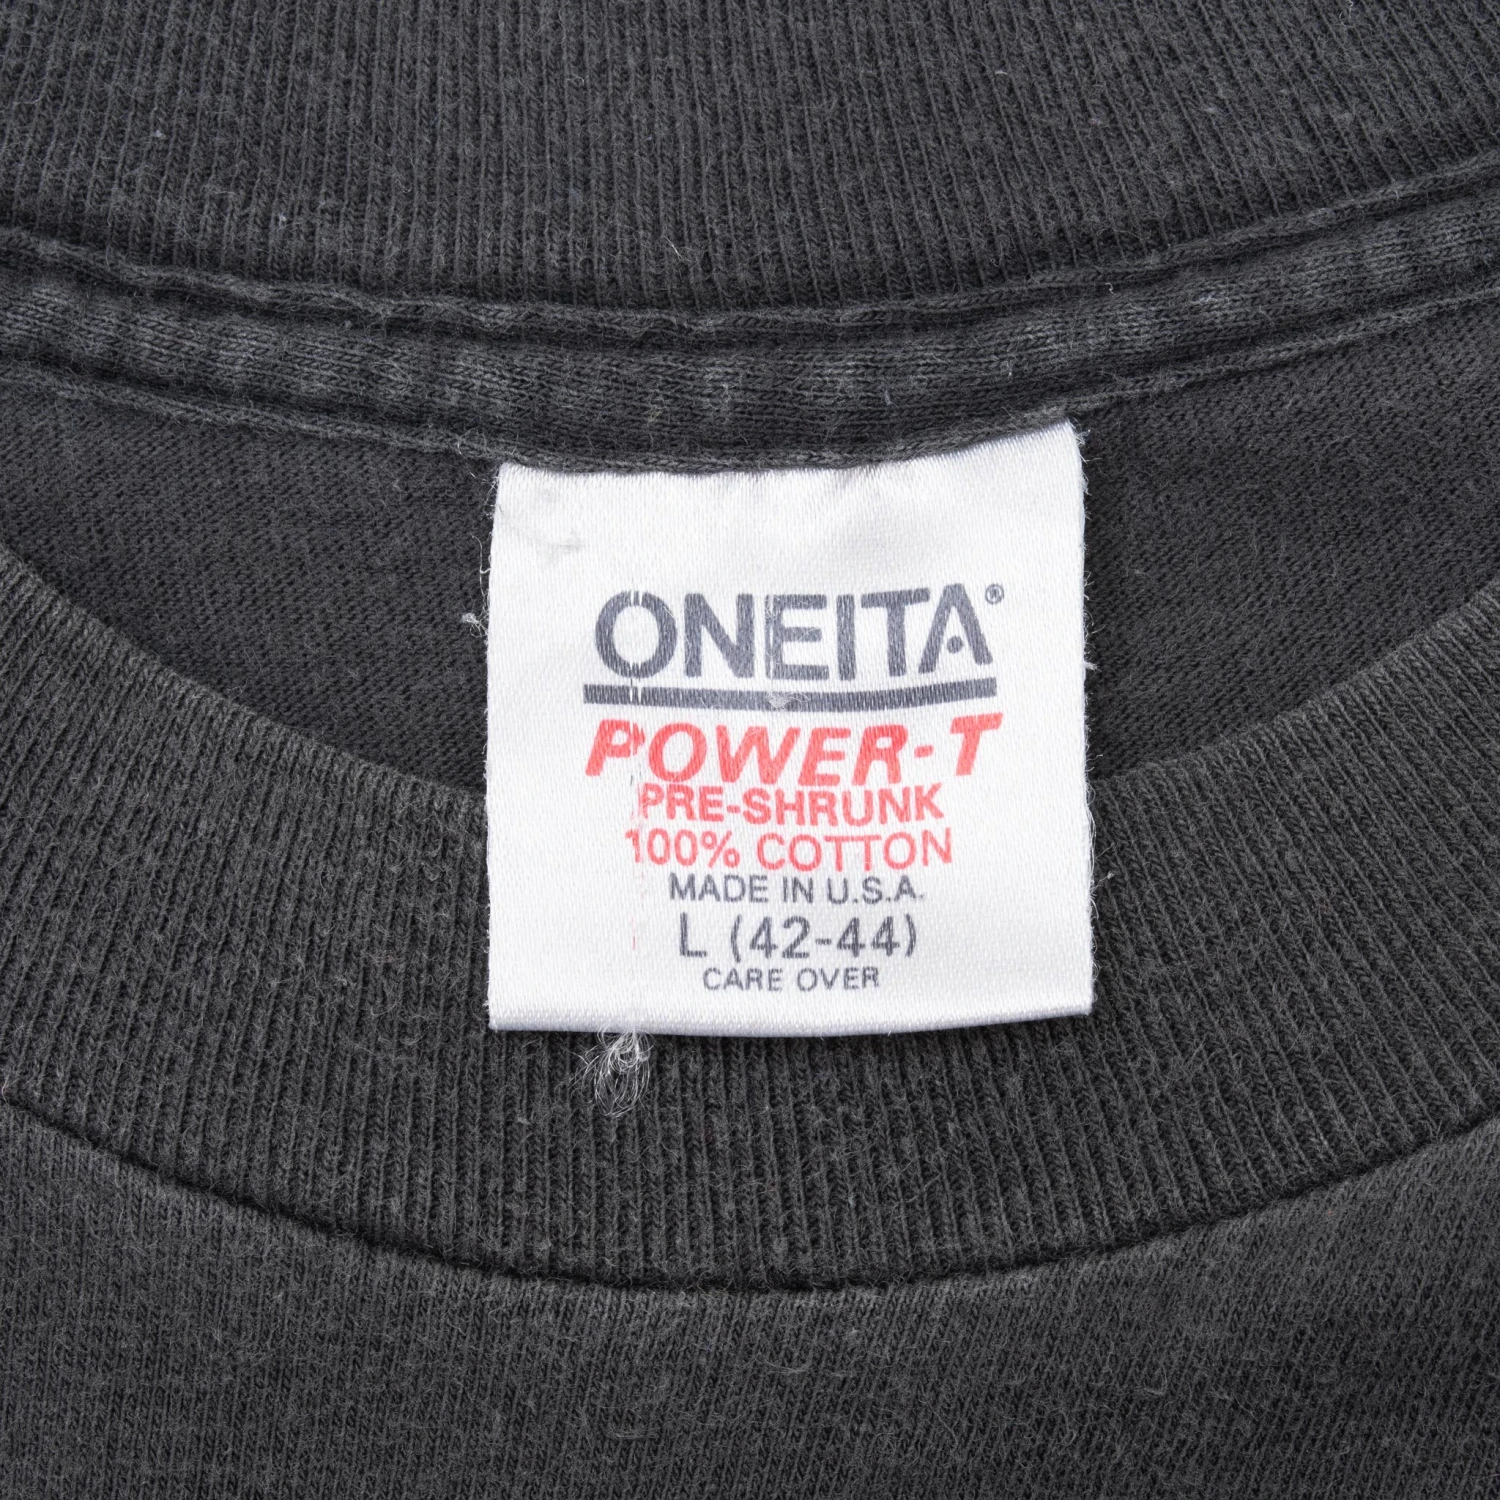 ONEITA®
POWER-T
PRE-SHRUNK
100% COTTON
MADE IN U.S.A.
L (42-44)
CARE OVER